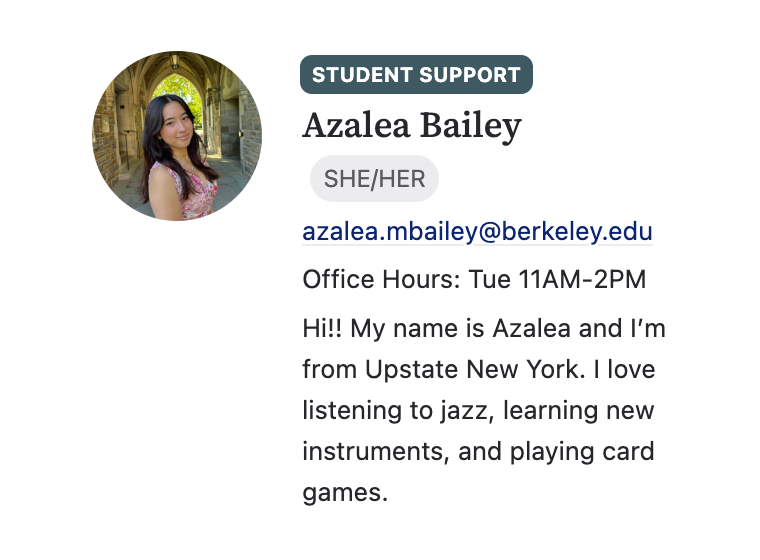 STUDENT SUPPORT
Azalea Bailey
SHE/HER
azalea.mbailey@berkeley.edu
Office Hours: Tue 11AM-2PM
Hi!! My name is Azalea and I’m
from Upstate New York. I love
listening to jazz, learning new
instruments, and playing card
games.